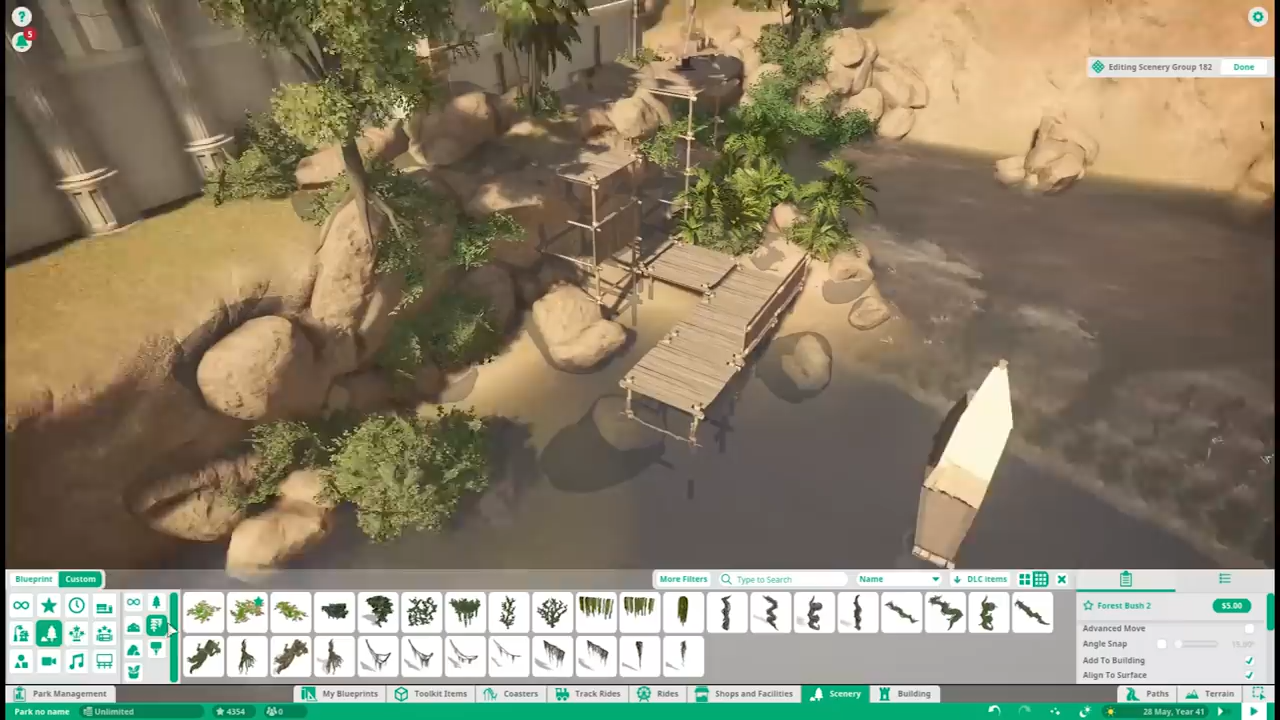 ?
5
Editing Scenery Group 182 Done
Blueprint Custom
More Filters Type to Search Name DLC items
Forest Bush 2 $5.00
Advanced Move
Angle Snap
Add To Building
Align To Surface
Park Management My Blueprints Toolkit Items Coasters Track Rides Rides Shops and Facilities Scenery Building Paths Terrain
Park no name Unlimited 4354 0 28 May, Year 41